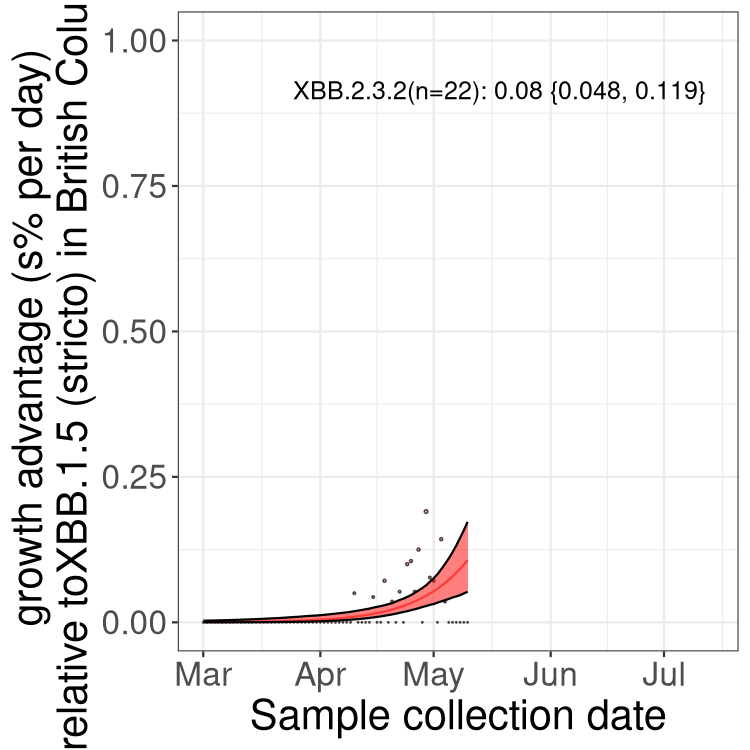 growth advantage (s% per day)
relative toXBB.1.5 (stricto) in British Colu
1.00
0.75
0.50
0.25
0.00
XBB.2.3.2(n=22): 0.08 {0.048, 0.119}
Mar Apr May Jun Jul
Sample collection date